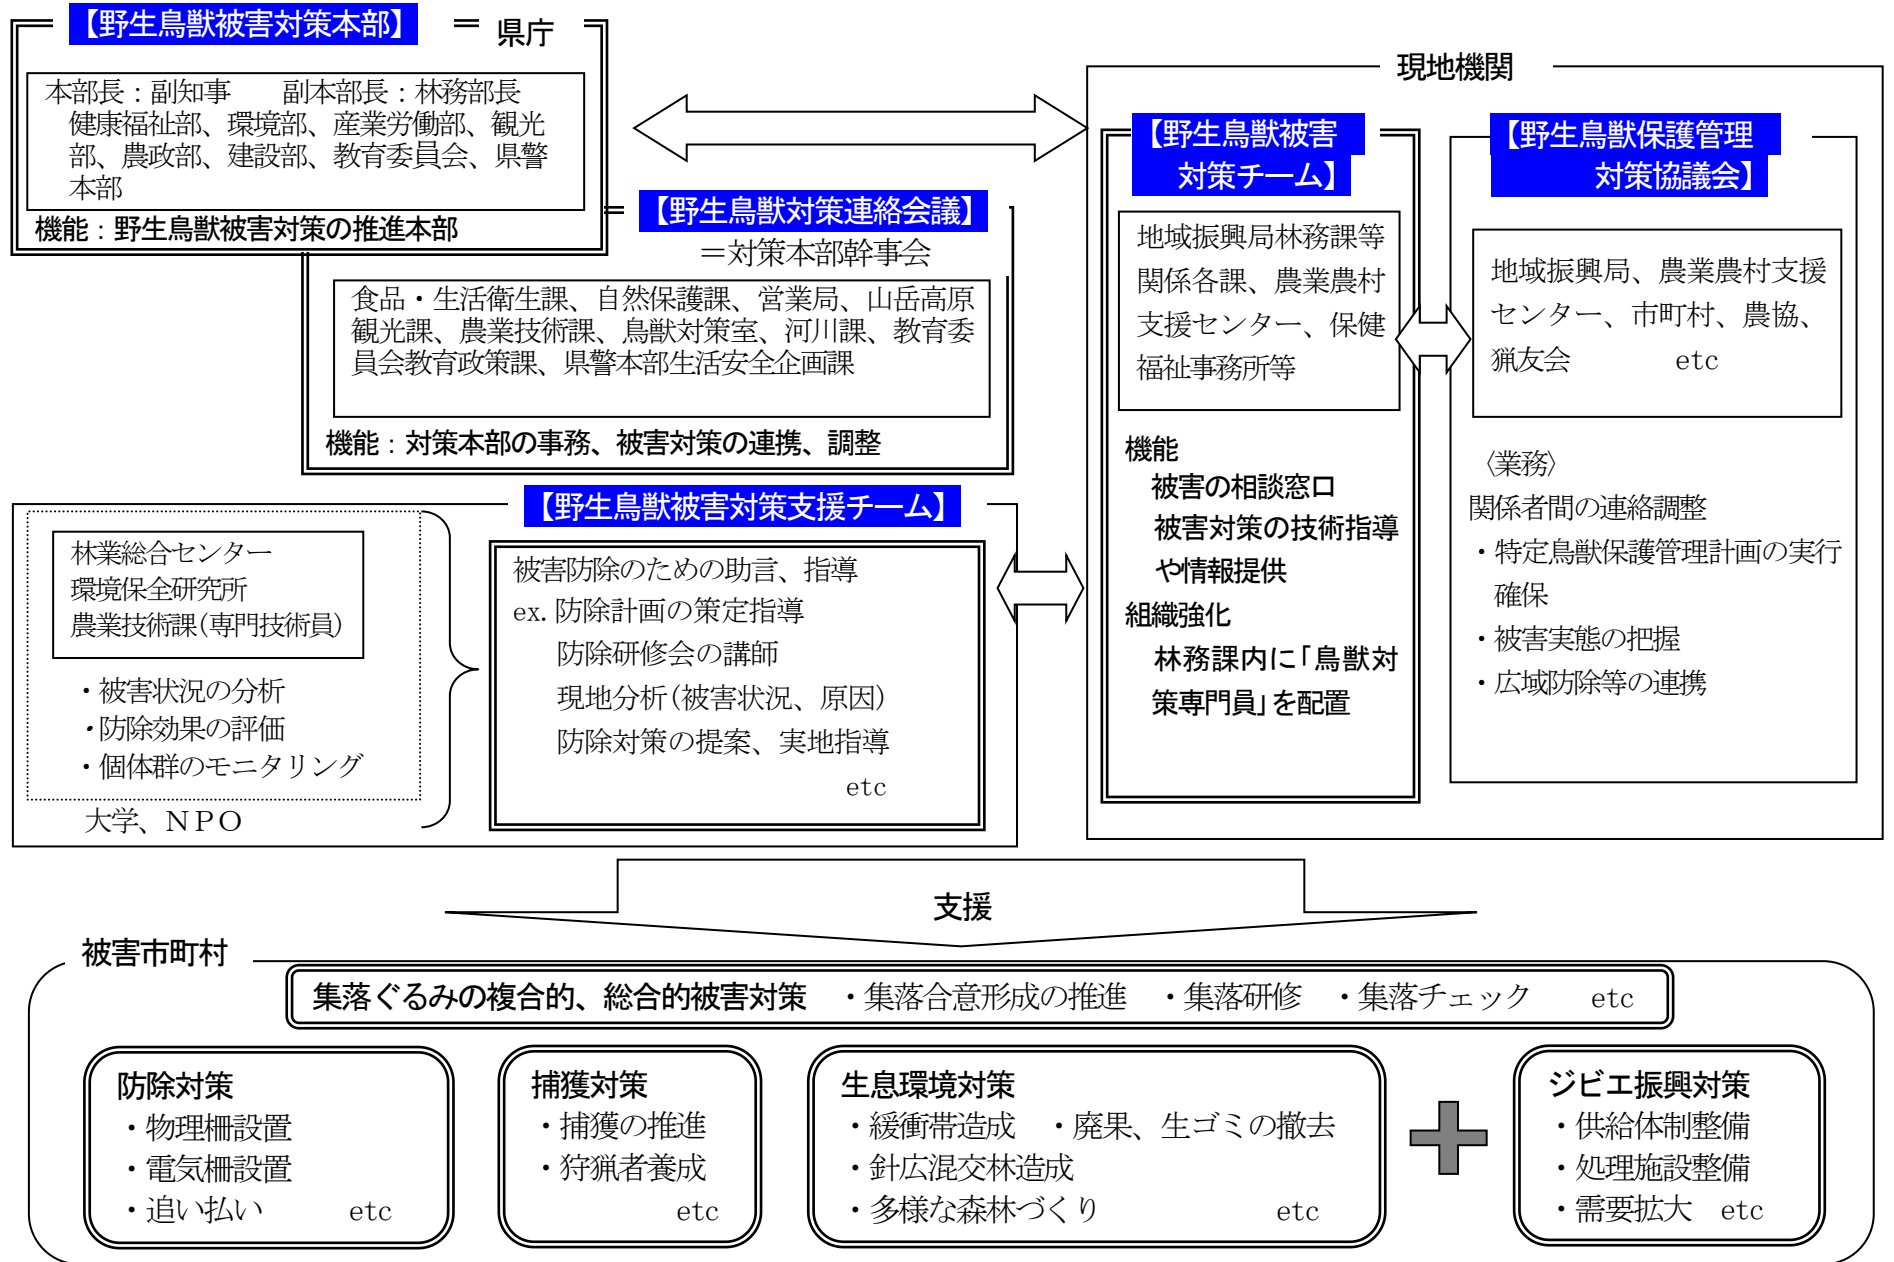 【野生鳥獣被害対策本部】
= 県庁
本部長：副知事　　副本部長：林務部長
健康福祉部、環境部、産業労働部、観光
部、農政部、建設部、教育委員会、県警
本部
機能：野生鳥獣被害対策の推進本部
【野生鳥獣対策連絡会議】
＝対策本部幹事会
食品・生活衛生課、自然保護課、営業局、山岳高原
観光課、農業技術課、鳥獣対策室、河川課、教育委
員会教育政策課、県警本部生活安全企画課
機能：対策本部の事務、被害対策の連携、調整
現地機関
【野生鳥獣被害
対策チーム】
地域振興局林務課等
関係各課、農業農村
支援センター、保健
福祉事務所等
機能
被害の相談窓口
被害対策の技術指導
や情報提供
組織強化
林務課内に「鳥獣対
策専門員」を配置
【野生鳥獣保護管理
対策協議会】
地域振興局、農業農村支援
センター、市町村、農協、
猟友会　　　etc
〈業務〉
関係者間の連絡調整
・特定鳥獣保護管理計画の実行
確保
・被害実態の把握
・広域防除等の連携
【野生鳥獣被害対策支援チーム】
林業総合センター
環境保全研究所
農業技術課(専門技術員)
・被害状況の分析
・防除効果の評価
・個体群のモニタリング
大学、ＮＰＯ
被害防除のための助言、指導
ex.防除計画の策定指導
防除研修会の講師
現地分析(被害状況、原因)
防除対策の提案、実地指導
etc
支援
被害市町村
集落ぐるみの複合的、総合的被害対策　・集落合意形成の推進　・集落研修　・集落チェック　　etc
防除対策
・物理柵設置
・電気柵設置
・追い払い　　　etc
捕獲対策
・捕獲の推進
・狩猟者養成
etc
生息環境対策
・緩衝帯造成　・廃果、生ゴミの撤去
・針広混交林造成
・多様な森林づくり　　　etc
ジビエ振興対策
・供給体制整備
・処理施設整備
・需要拡大　etc